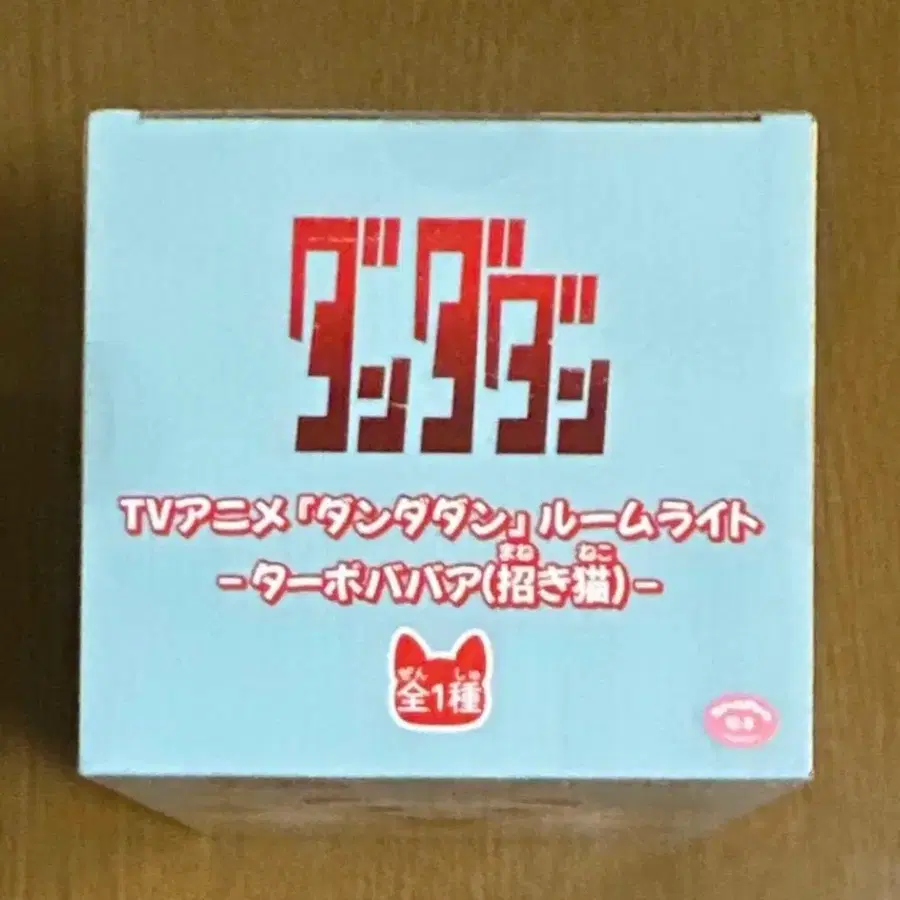 ダンダダン
TVアニメ「ダンダダン」ルームライト
まね ねこ
-ターボババア(招き猫)-
ぜん しゅ
全1種